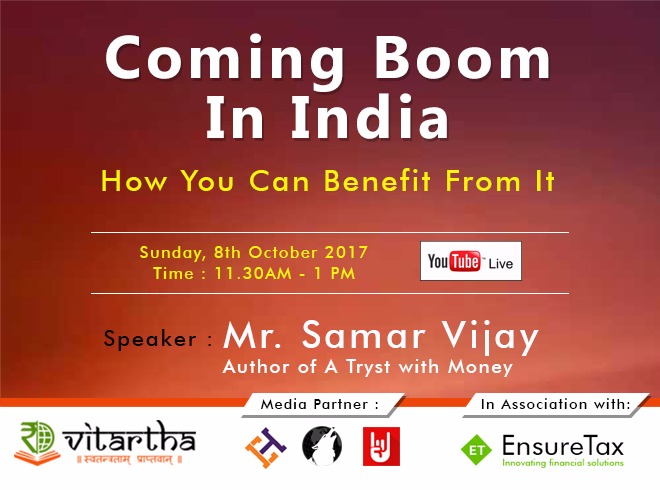 Coming Boom
In India
How You Can Benefit From It
Sunday, 8th October 2017
Time : 11.30AM - 1 PM
YouTube™ Live
Speaker : Mr. Samar Vijay
Author of A Tryst with Money
Media Partner :
In Association with:
vitartha
॥ स्वतन्त्रताम् प्राप्तवान् ॥
ET EnsureTax
Innovating financial solutions